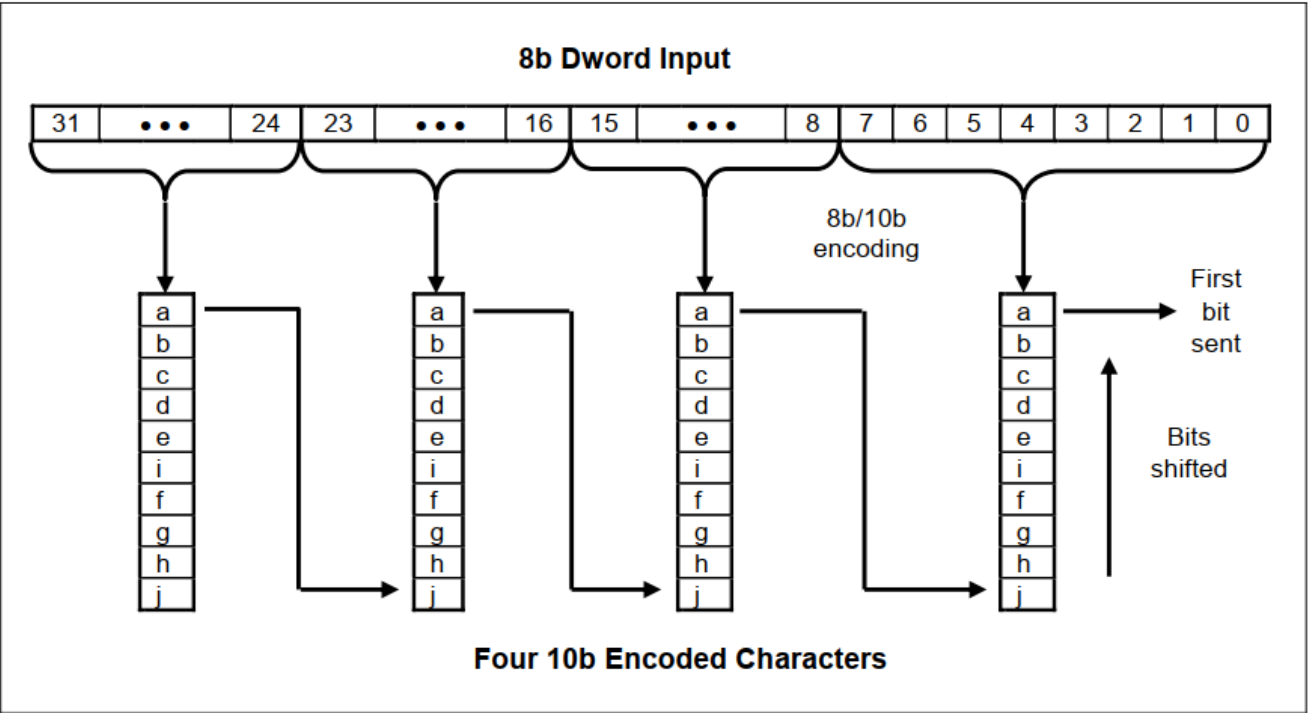 8b Dword Input
31 ••• 24 23 ••• 16 15 ••• 8 7 6 5 4 3 2 1 0
8b/10b
encoding
First
bit
sent
a a a a
b b b b
c c c c
d d d d
e e e e
i i i i
f f f f
g g g g
h h h h
j j j j
Bits
shifted
Four 10b Encoded Characters